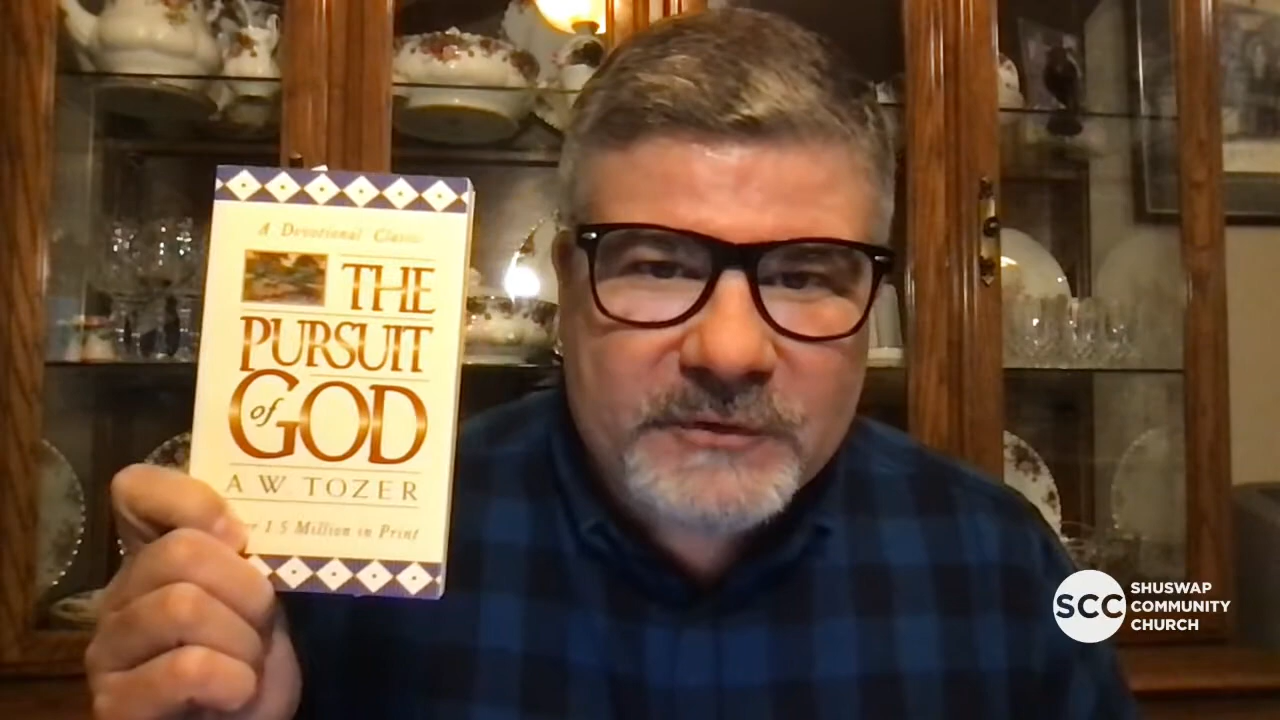 A Devotional Classic
THE
PURSUIT
of GOD
A W TOZER
1.5 Million in Print
SCC
SHUSWAP
COMMUNITY
CHURCH